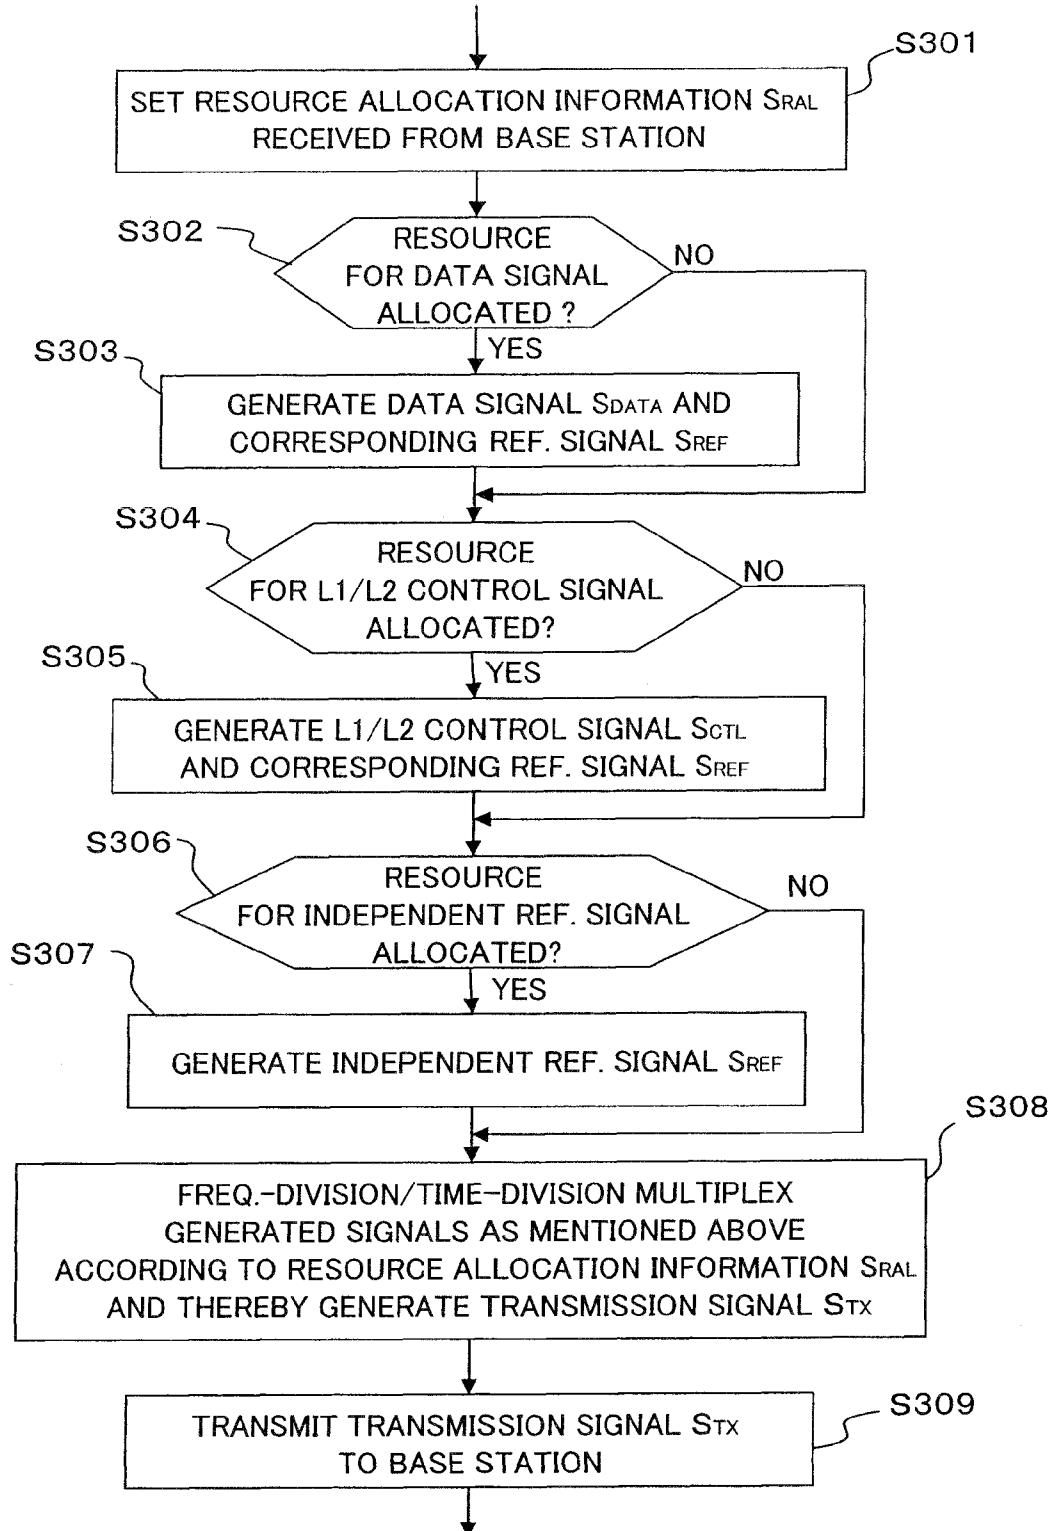 S301
SET RESOURCE ALLOCATION INFORMATION SRAL
RECEIVED FROM BASE STATION
S302
RESOURCE
FOR DATA SIGNAL
ALLOCATED ?
NO
YES
S303
GENERATE DATA SIGNAL SDATA AND
CORRESPONDING REF. SIGNAL SREF
S304
RESOURCE
FOR L1/L2 CONTROL SIGNAL
ALLOCATED?
NO
YES
S305
GENERATE L1/L2 CONTROL SIGNAL SCTL
AND CORRESPONDING REF. SIGNAL SREF
S306
RESOURCE
FOR INDEPENDENT REF. SIGNAL
ALLOCATED?
NO
YES
S307
GENERATE INDEPENDENT REF. SIGNAL SREF
S308
FREQ.-DIVISION/TIME-DIVISION MULTIPLEX
GENERATED SIGNALS AS MENTIONED ABOVE
ACCORDING TO RESOURCE ALLOCATION INFORMATION SRAL
AND THEREBY GENERATE TRANSMISSION SIGNAL STX
S309
TRANSMIT TRANSMISSION SIGNAL STX
TO BASE STATION